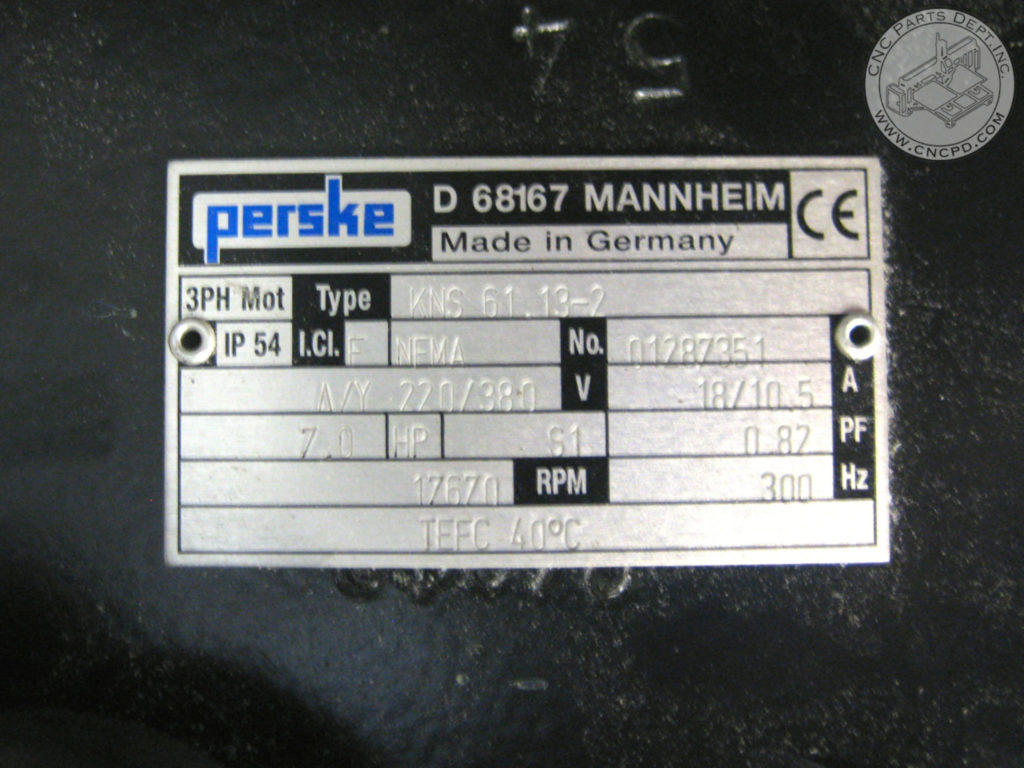 54
CNC PARTS DEPT. INC.
WWW.CNCPD.COM
perske D 68167 MANNHEIM CE
Made in Germany
3PH Mot Type KNS 61.13-2
IP 54 I.Cl. F NEMA No. 01287351
Δ/Y 220/380 V 18/10.5 A
7.0 HP S1 0.82 PF
17670 RPM 300 Hz
TEFC 40°C